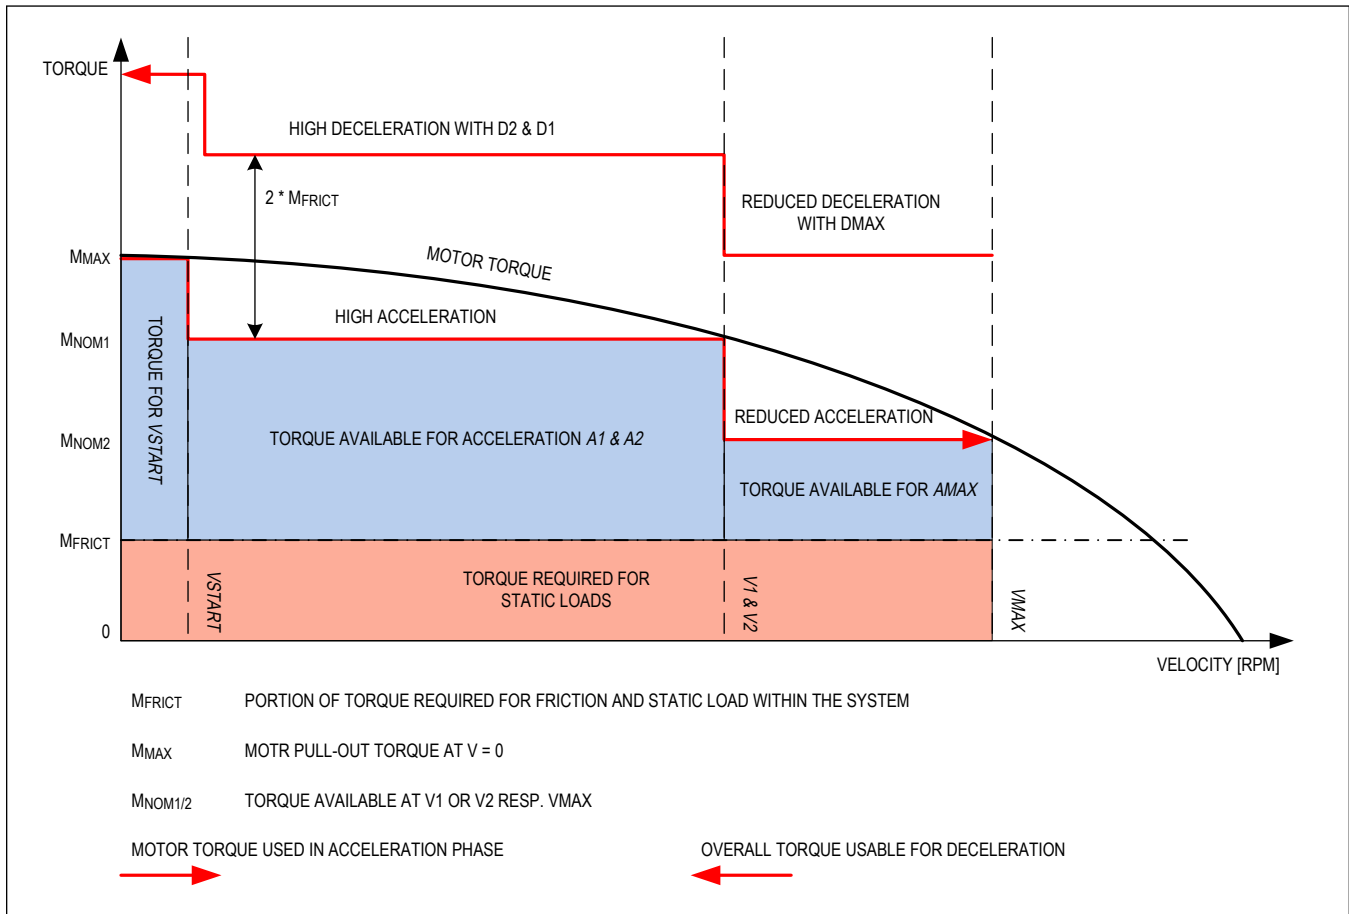 TORQUE
HIGH DECELERATION WITH D2 & D1
2 * MFRICT
REDUCED DECELERATION
WITH DMAX
MMAX
MOTOR TORQUE
MNOM1
HIGH ACCELERATION
TORQUE FOR VSTART
REDUCED ACCELERATION
MNOM2
TORQUE AVAILABLE FOR ACCELERATION A1 & A2
TORQUE AVAILABLE FOR AMAX
MFRICT
TORQUE REQUIRED FOR
STATIC LOADS
VSTART
V1 & V2
VMAX
0
VELOCITY [RPM]
MFRICT PORTION OF TORQUE REQUIRED FOR FRICTION AND STATIC LOAD WITHIN THE SYSTEM
MMAX MOTR PULL-OUT TORQUE AT V = 0
MNOM1/2 TORQUE AVAILABLE AT V1 OR V2 RESP. VMAX
MOTOR TORQUE USED IN ACCELERATION PHASE
OVERALL TORQUE USABLE FOR DECELERATION